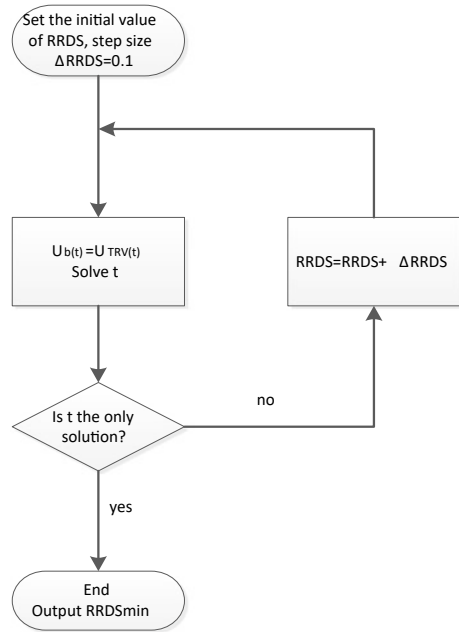 Set the initial value
of RRDS, step size
ΔRRDS=0.1
Ub(t)=U TRV(t)
Solve t
RRDS=RRDS+ ΔRRDS
Is t the only
solution?
no
yes
End
Output RRDSmin